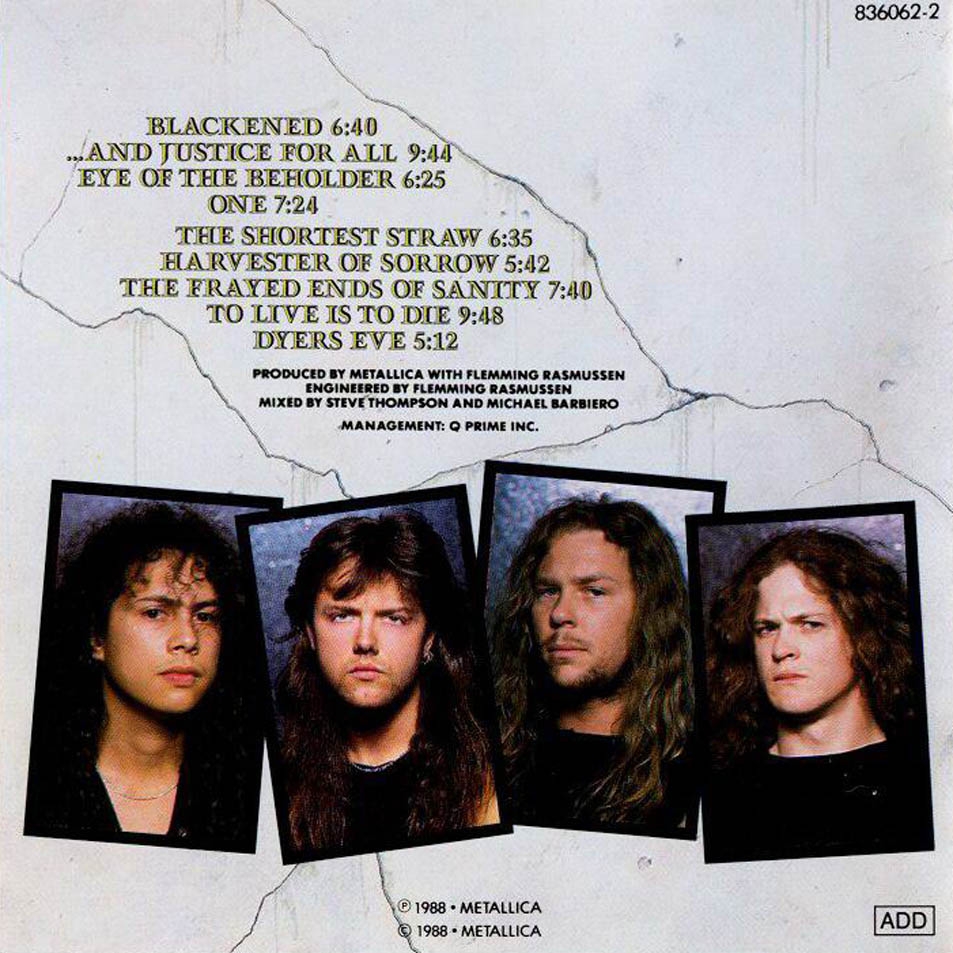 836062-2
BLACKENED 6:40
...AND JUSTICE FOR ALL 9:44
EYE OF THE BEHOLDER 6:25
ONE 7:24
THE SHORTEST STRAW 6:35
HARVESTER OF SORROW 5:42
THE FRAYED ENDS OF SANITY 7:40
TO LIVE IS TO DIE 9:48
DYERS EVE 5:12
PRODUCED BY METALLICA WITH FLEMMING RASMUSSEN
ENGINEERED BY FLEMMING RASMUSSEN
MIXED BY STEVE THOMPSON AND MICHAEL BARBIERO
MANAGEMENT: Q PRIME INC.
℗ 1988 • METALLICA
© 1988 • METALLICA
ADD